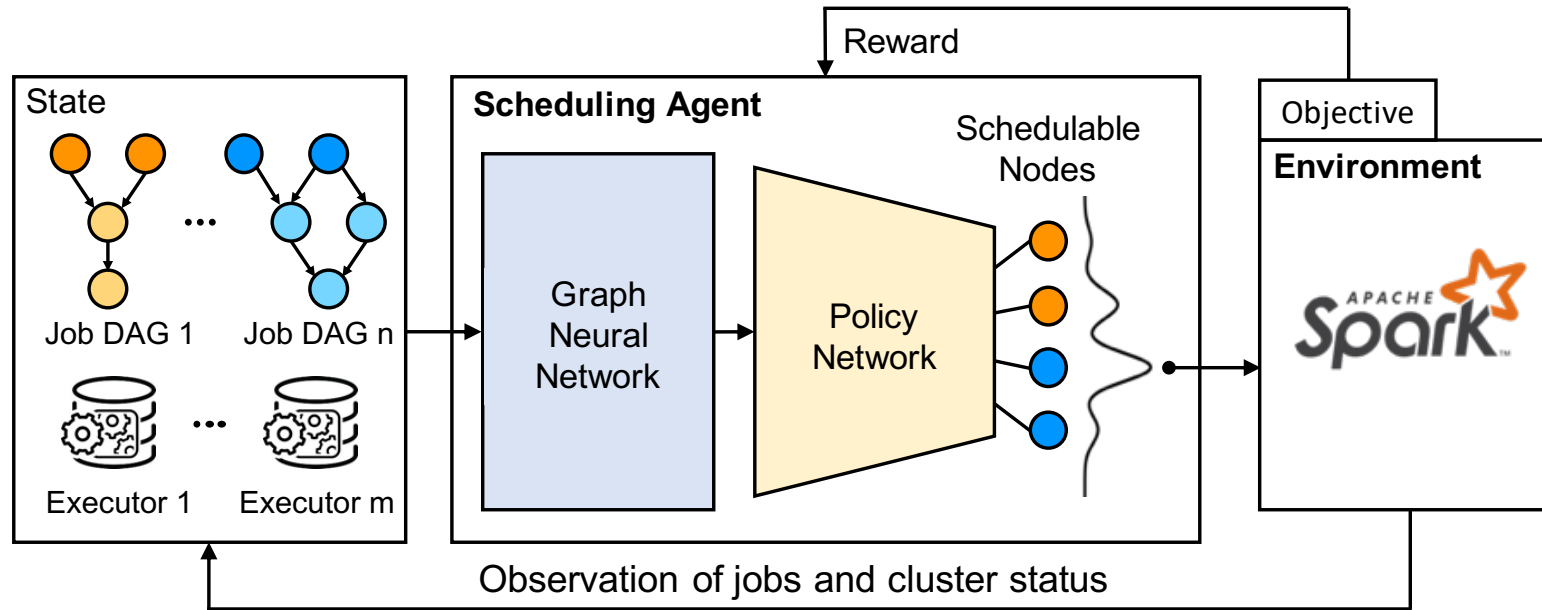 Reward
State
Scheduling Agent
Schedulable
Nodes
Objective
Environment
Graph
Neural
Network
Policy
Network
APACHE
Spark
TM
...
Job DAG 1
Job DAG n
...
Executor 1
Executor m
Observation of jobs and cluster status